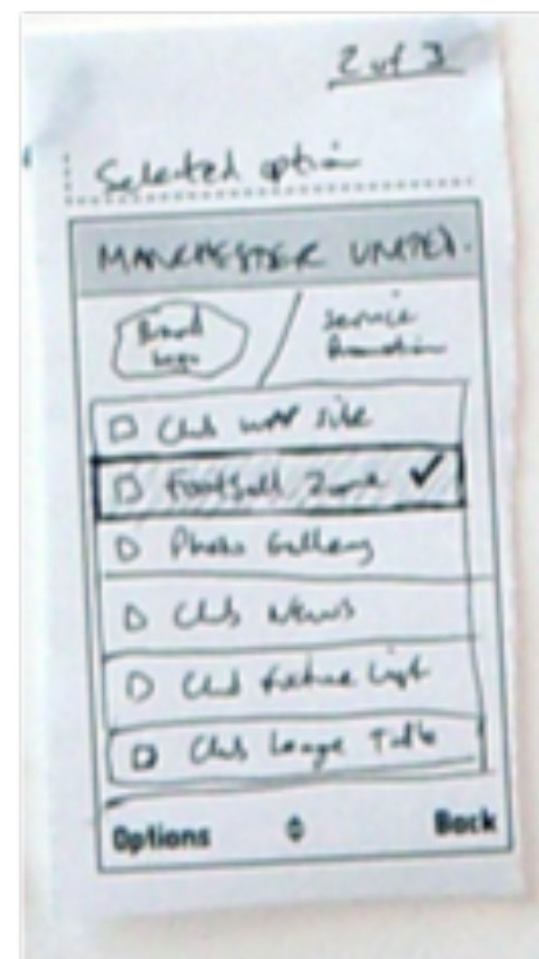 2 of 3
Selected option
MANCHESTER UNITED.
Brand logo
Service Promotion
Club WAP site
Football Zone ✓
Photo Gallery
Club News
Club fixture List
Club League Table
Options Back